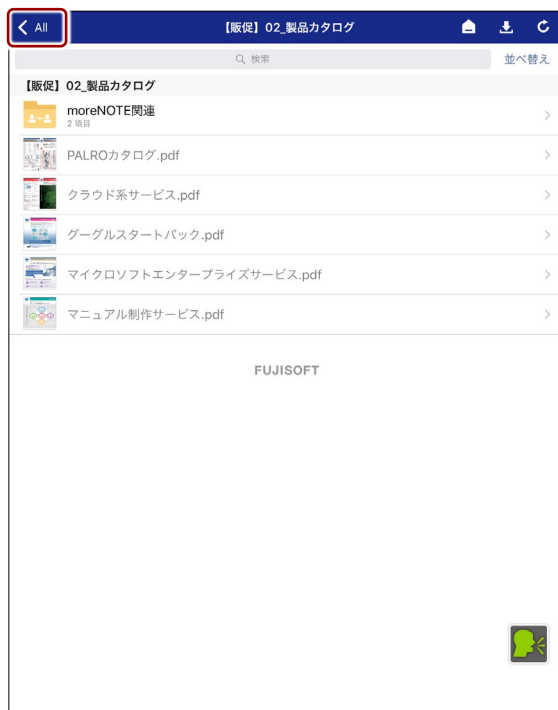 All
【販促】02_製品カタログ
検索
並べ替え
【販促】02_製品カタログ
moreNOTE関連
2 項目
PALROカタログ.pdf
クラウド系サービス.pdf
グーグルスタートパック.pdf
マイクロソフトエンタープライズサービス.pdf
マニュアル制作サービス.pdf
FUJISOFT